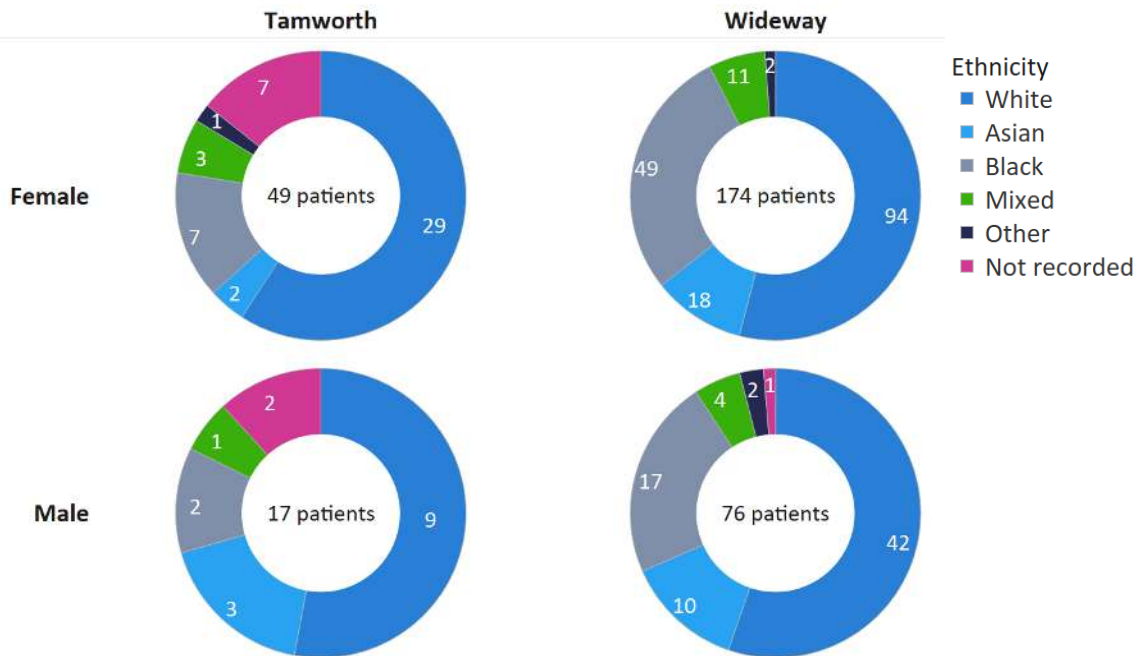 Tamworth
Wideway
Ethnicity
White
Asian
Black
Mixed
Other
Not recorded
Female
7
1
3
7
2
29
49 patients
2
11
49
18
94
174 patients
Male
2
1
2
3
9
17 patients
1
2
4
17
10
42
76 patients